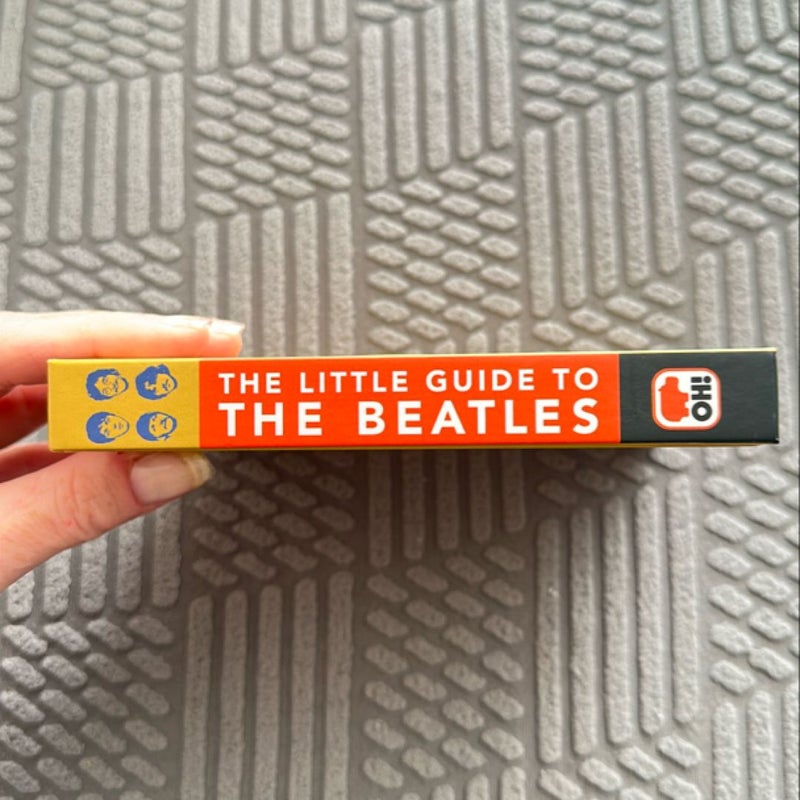 THE LITTLE GUIDE TO
THE BEATLES
OH!